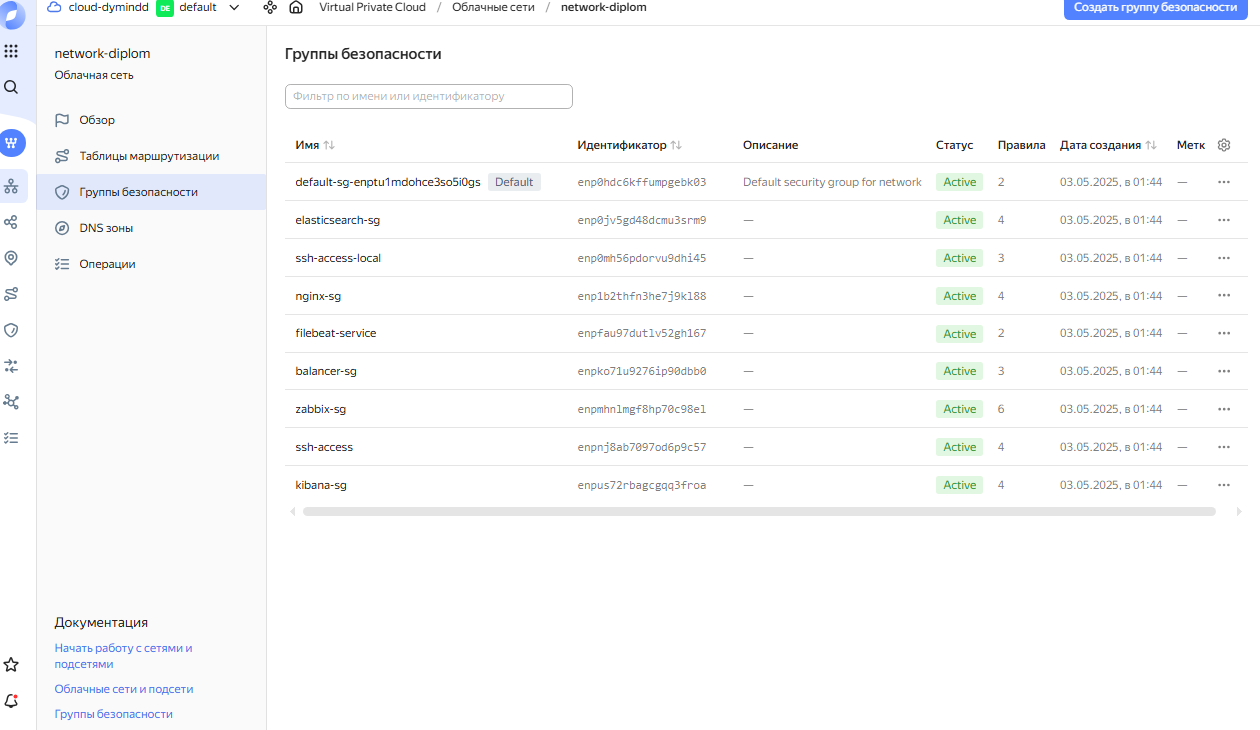 cloud-dymindd DE default Virtual Private Cloud / Облачные сети / network-diplom Создать группу безопасности
network-diplom
Облачная сеть
Обзор
Таблицы маршрутизации
Группы безопасности
DNS зоны
Операции
Документация
Начать работу с сетями и
подсетями
Облачные сети и подсети
Группы безопасности
Группы безопасности
Фильтр по имени или идентификатору
Имя Идентификатор Описание Статус Правила Дата создания Метк
default-sg-enptu1mdohce3so5i0gs Default enp0hdc6kffumpgebk03 Default security group for network Active 2 03.05.2025, в 01:44 —
elasticsearch-sg enp0jv5gd48dcmu3srm9 — Active 4 03.05.2025, в 01:44 —
ssh-access-local enp0mh56pdorvu9dhi45 — Active 3 03.05.2025, в 01:44 —
nginx-sg enp1b2thfn3he7j9kl88 — Active 4 03.05.2025, в 01:44 —
filebeat-service enpfau97dutlv52gh167 — Active 2 03.05.2025, в 01:44 —
balancer-sg enpko71u9276ip90dbb0 — Active 3 03.05.2025, в 01:44 —
zabbix-sg enpmhnlmgf8hp70c98el — Active 6 03.05.2025, в 01:44 —
ssh-access enpnj8ab7097od6p9c57 — Active 4 03.05.2025, в 01:44 —
kibana-sg enpus72rbagcgqq3froa — Active 4 03.05.2025, в 01:44 —